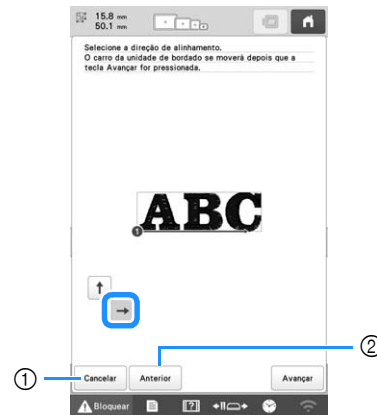 15.8 mm
50.1 mm
Selecione a direção de alinhamento.
O carro da unidade de bordado se moverá depois que a
tecla Avançar for pressionada.
ABC
1
②
①
Cancelar Anterior Avançar
Bloquear